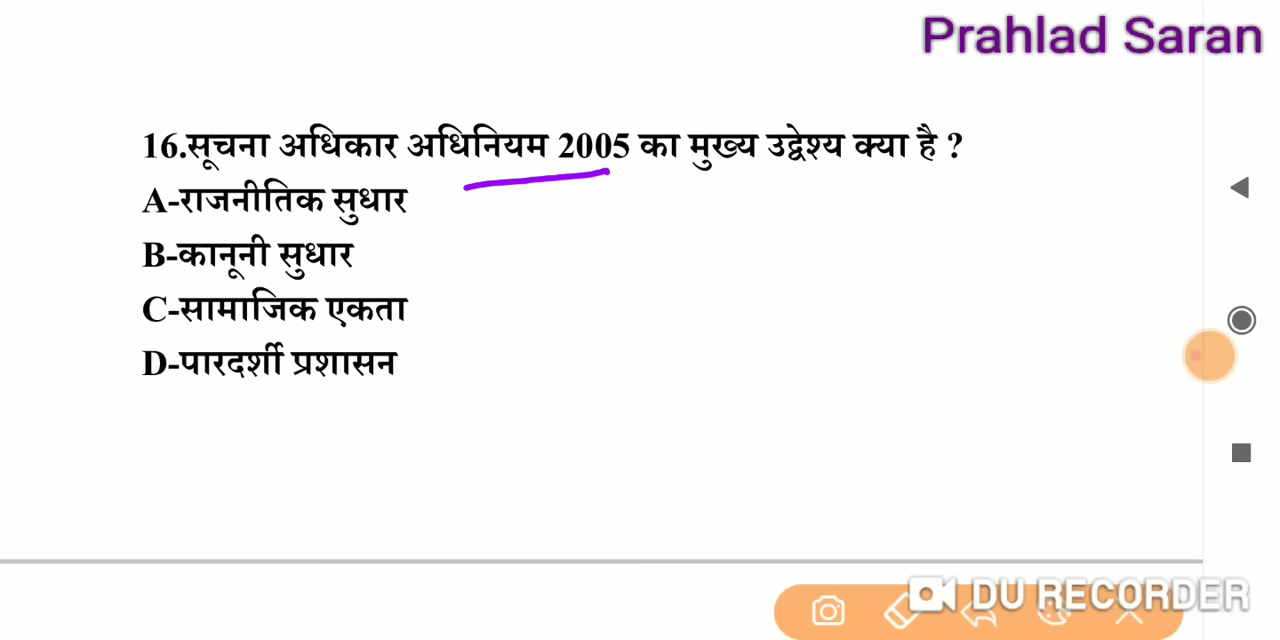 Prahlad Saran
16.सूचना अधिकार अधिनियम 2005 का मुख्य उद्वेश्य क्या है ?
A-राजनीतिक सुधार
B-कानूनी सुधार
C-सामाजिक एकता
D-पारदर्शी प्रशासन
DU RECORDER